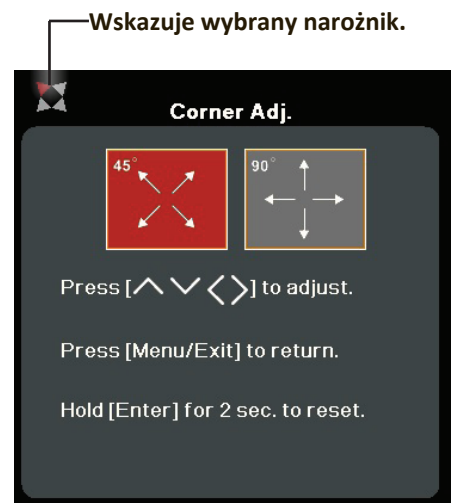 Wskazuje wybrany narożnik.
Corner Adj.
45° 90°
Press [⌃⌄<>] to adjust.
Press [Menu/Exit] to return.
Hold [Enter] for 2 sec. to reset.